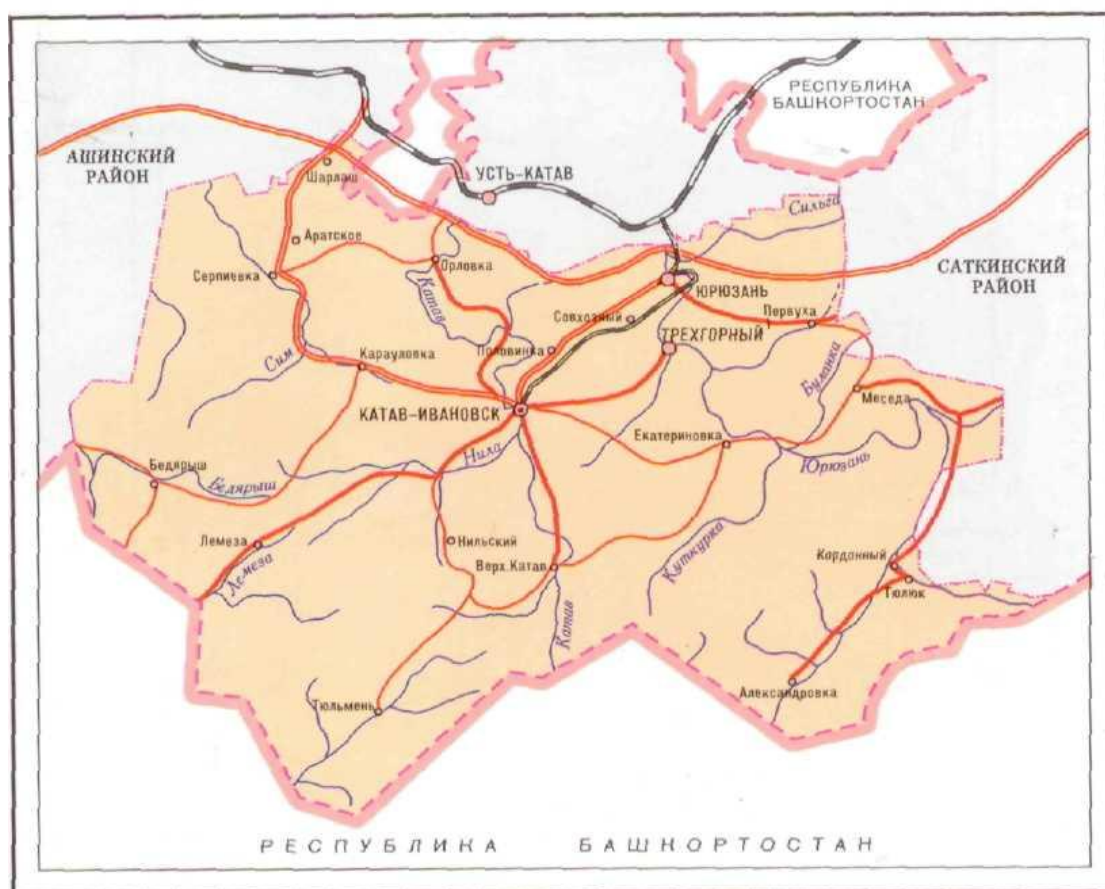 РЕСПУБЛИКА
БАШКОРТОСТАН
АШИНСКИЙ
РАЙОН
Шарлаш
УСТЬ-КАТАВ
Сильга
Аратское
Орловка
Серпиевка
САТКИНСКИЙ
РАЙОН
Катав
ЮРЮЗАНЬ
Совхозный
Первуха
ТРЕХГОРНЫЙ
Половинка
Сим
Карауловка
Буланка
Меседа
КАТАВ-ИВАНОВСК
Екатериновка
Нила
Юрюзань
Бедярыш
Бедярыш
Лемеза
Нильский
Куткурка
Лемеза
Верх.Катав
Кордонный
Тюлюк
Катав
Александровка
Тюльмень
РЕСПУБЛИКА БАШКОРТОСТАН